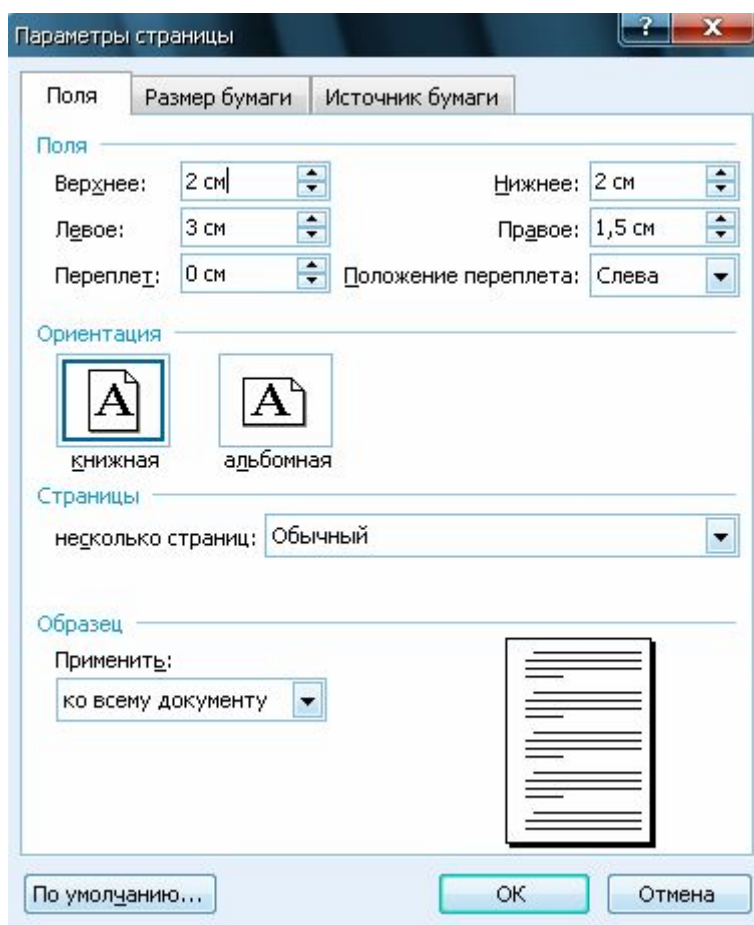 Параметры страницы
?
X
Поля Размер бумаги Источник бумаги
Поля
Верхнее: 2 см Нижнее: 2 см
Левое: 3 см Правое: 1,5 см
Переплет: 0 см Положение переплета: Слева
Ориентация
A A
книжная альбомная
Страницы
несколько страниц: Обычный
Образец
Применить:
ко всему документу
По умолчанию... ОК Отмена